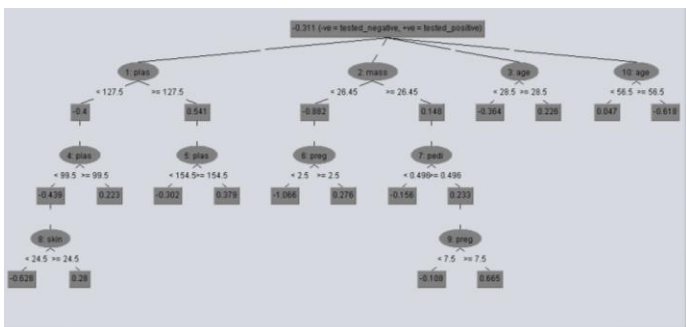 -0.311 (-ve = tested_negative, +ve = tested_positive)
1: plas 2: mass 3: age 10: age
< 127.5 >= 127.5 < 26.45 >= 26.45 < 28.5 >= 28.5 < 56.5 >= 56.5
-0.4 0.541 -0.882 0.148 -0.364 0.226 0.047 -0.618
4: plas 5: plas 6: preg 7: pedi
< 99.5 >= 99.5 < 154.5>= 154.5 < 2.5 >= 2.5 < 0.496>= 0.496
-0.439 0.223 -0.302 0.379 -1.066 0.276 -0.156 0.233
8: skin 9: preg
< 24.5 >= 24.5 < 7.5 >= 7.5
-0.628 0.28 -0.108 0.665